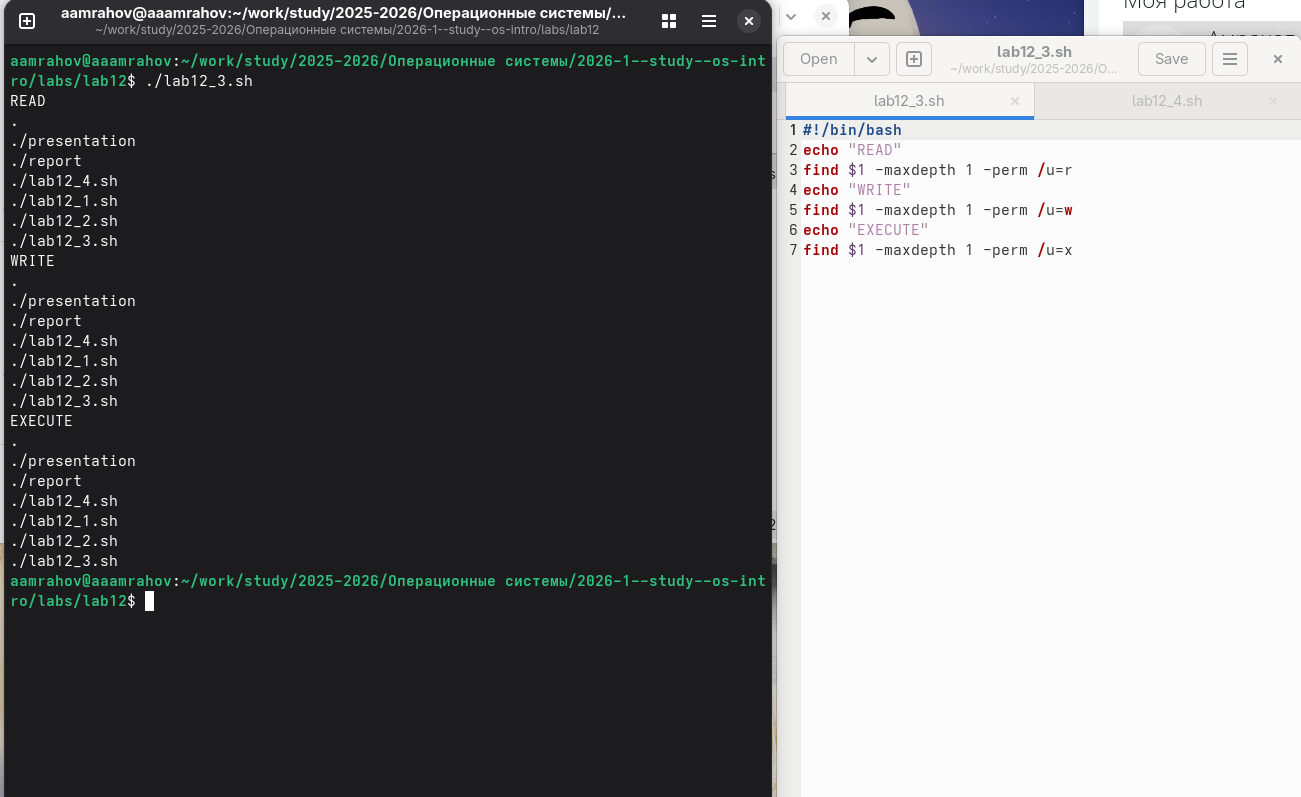 aamrahov@aaamrahov:~/work/study/2025-2026/Операционные системы/...
~/work/study/2025-2026/Операционные системы/2026-1--study--os-intro/labs/lab12
aamrahov@aaamrahov:~/work/study/2025-2026/Операционные системы/2026-1--study--os-int
ro/labs/lab12$ ./lab12_3.sh
READ
.
./presentation
./report
./lab12_4.sh
./lab12_1.sh
./lab12_2.sh
./lab12_3.sh
WRITE
.
./presentation
./report
./lab12_4.sh
./lab12_1.sh
./lab12_2.sh
./lab12_3.sh
EXECUTE
.
./presentation
./report
./lab12_4.sh
./lab12_1.sh
./lab12_2.sh
./lab12_3.sh
aamrahov@aaamrahov:~/work/study/2025-2026/Операционные системы/2026-1--study--os-int
ro/labs/lab12$
Моя работа
Open
lab12_3.sh
~/work/study/2025-2026/О...
Save
lab12_3.sh
lab12_4.sh
1 #!/bin/bash
2 echo "READ"
3 find $1 -maxdepth 1 -perm /u=r
4 echo "WRITE"
5 find $1 -maxdepth 1 -perm /u=w
6 echo "EXECUTE"
7 find $1 -maxdepth 1 -perm /u=x